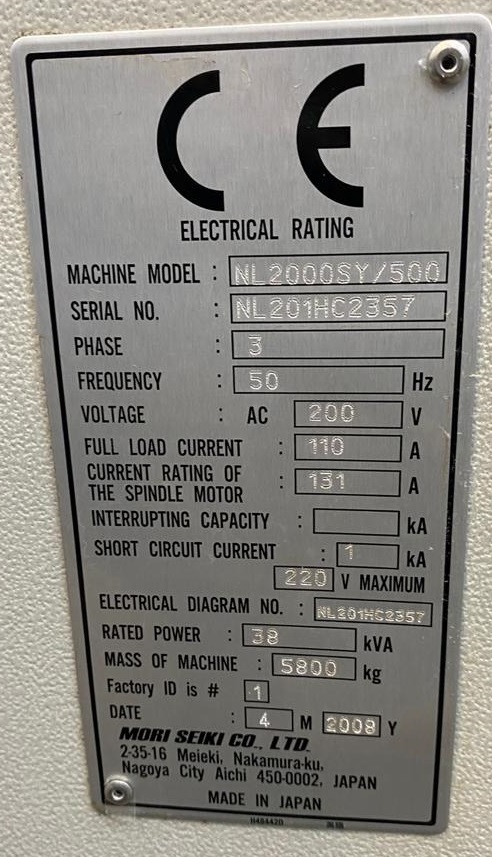 CE
ELECTRICAL RATING
MACHINE MODEL : NL2000SY/500
SERIAL NO. : NL201HC2357
PHASE : 3
FREQUENCY : 50 Hz
VOLTAGE : AC 200 V
FULL LOAD CURRENT : 110 A
CURRENT RATING OF
THE SPINDLE MOTOR : 131 A
INTERRUPTING CAPACITY : kA
SHORT CIRCUIT CURRENT : 1 kA
220 V MAXIMUM
ELECTRICAL DIAGRAM NO. : NL201HC2357
RATED POWER : 38 kVA
MASS OF MACHINE : 5800 kg
Factory ID is # 1
DATE : 4 M 2008 Y
MORI SEIKI CO., LTD.
2-35-16 Meieki, Nakamura-ku,
Nagoya City Aichi 450-0002, JAPAN
MADE IN JAPAN